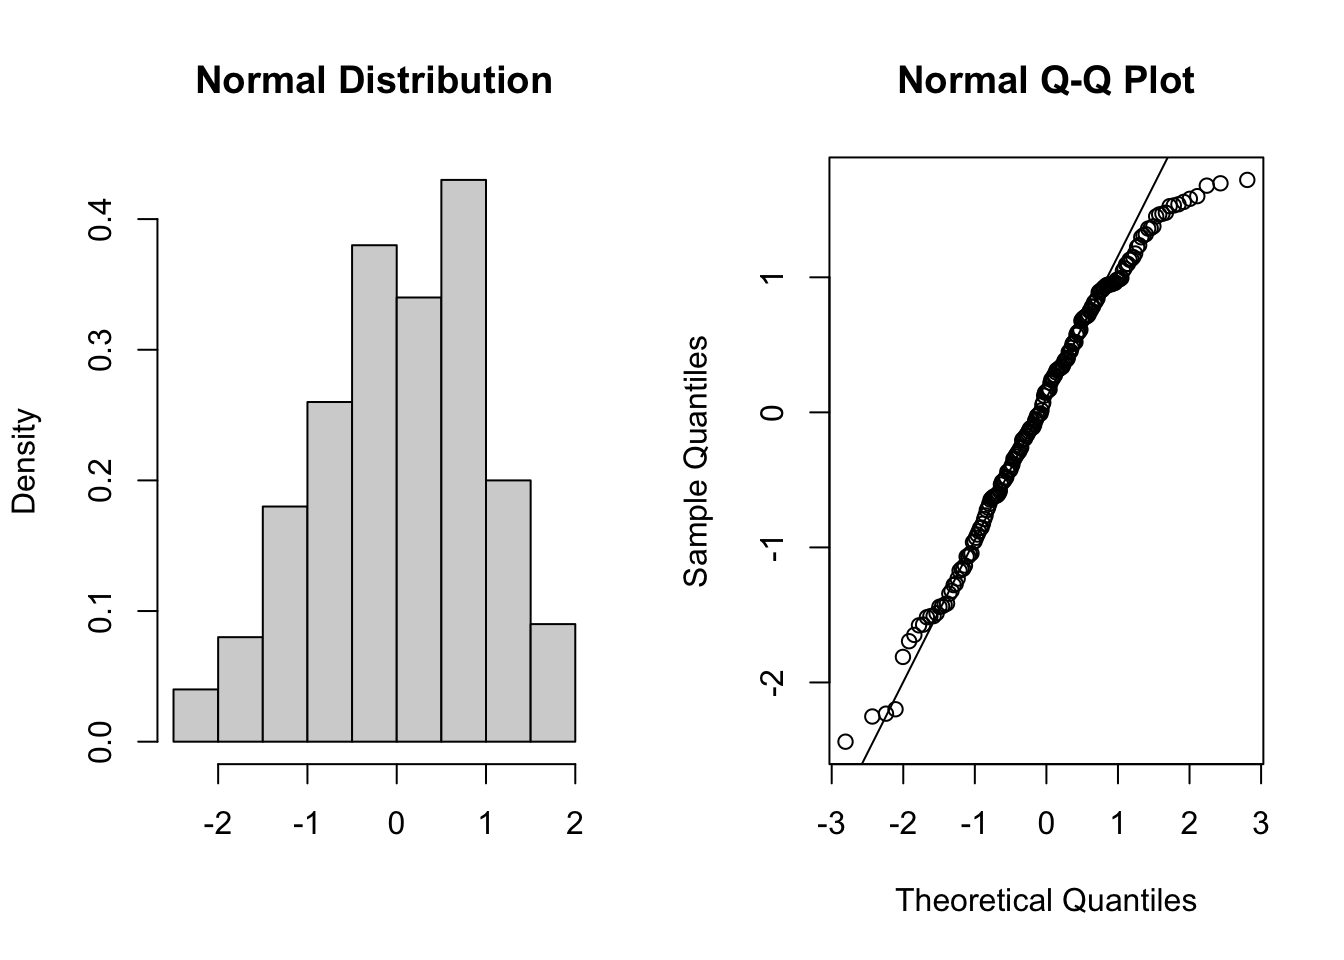 Normal Distribution
Density
0.0 0.1 0.2 0.3 0.4
-2 -1 0 1 2
Normal Q-Q Plot
Sample Quantiles
-2 -1 0 1
-3 -2 -1 0 1 2 3
Theoretical Quantiles